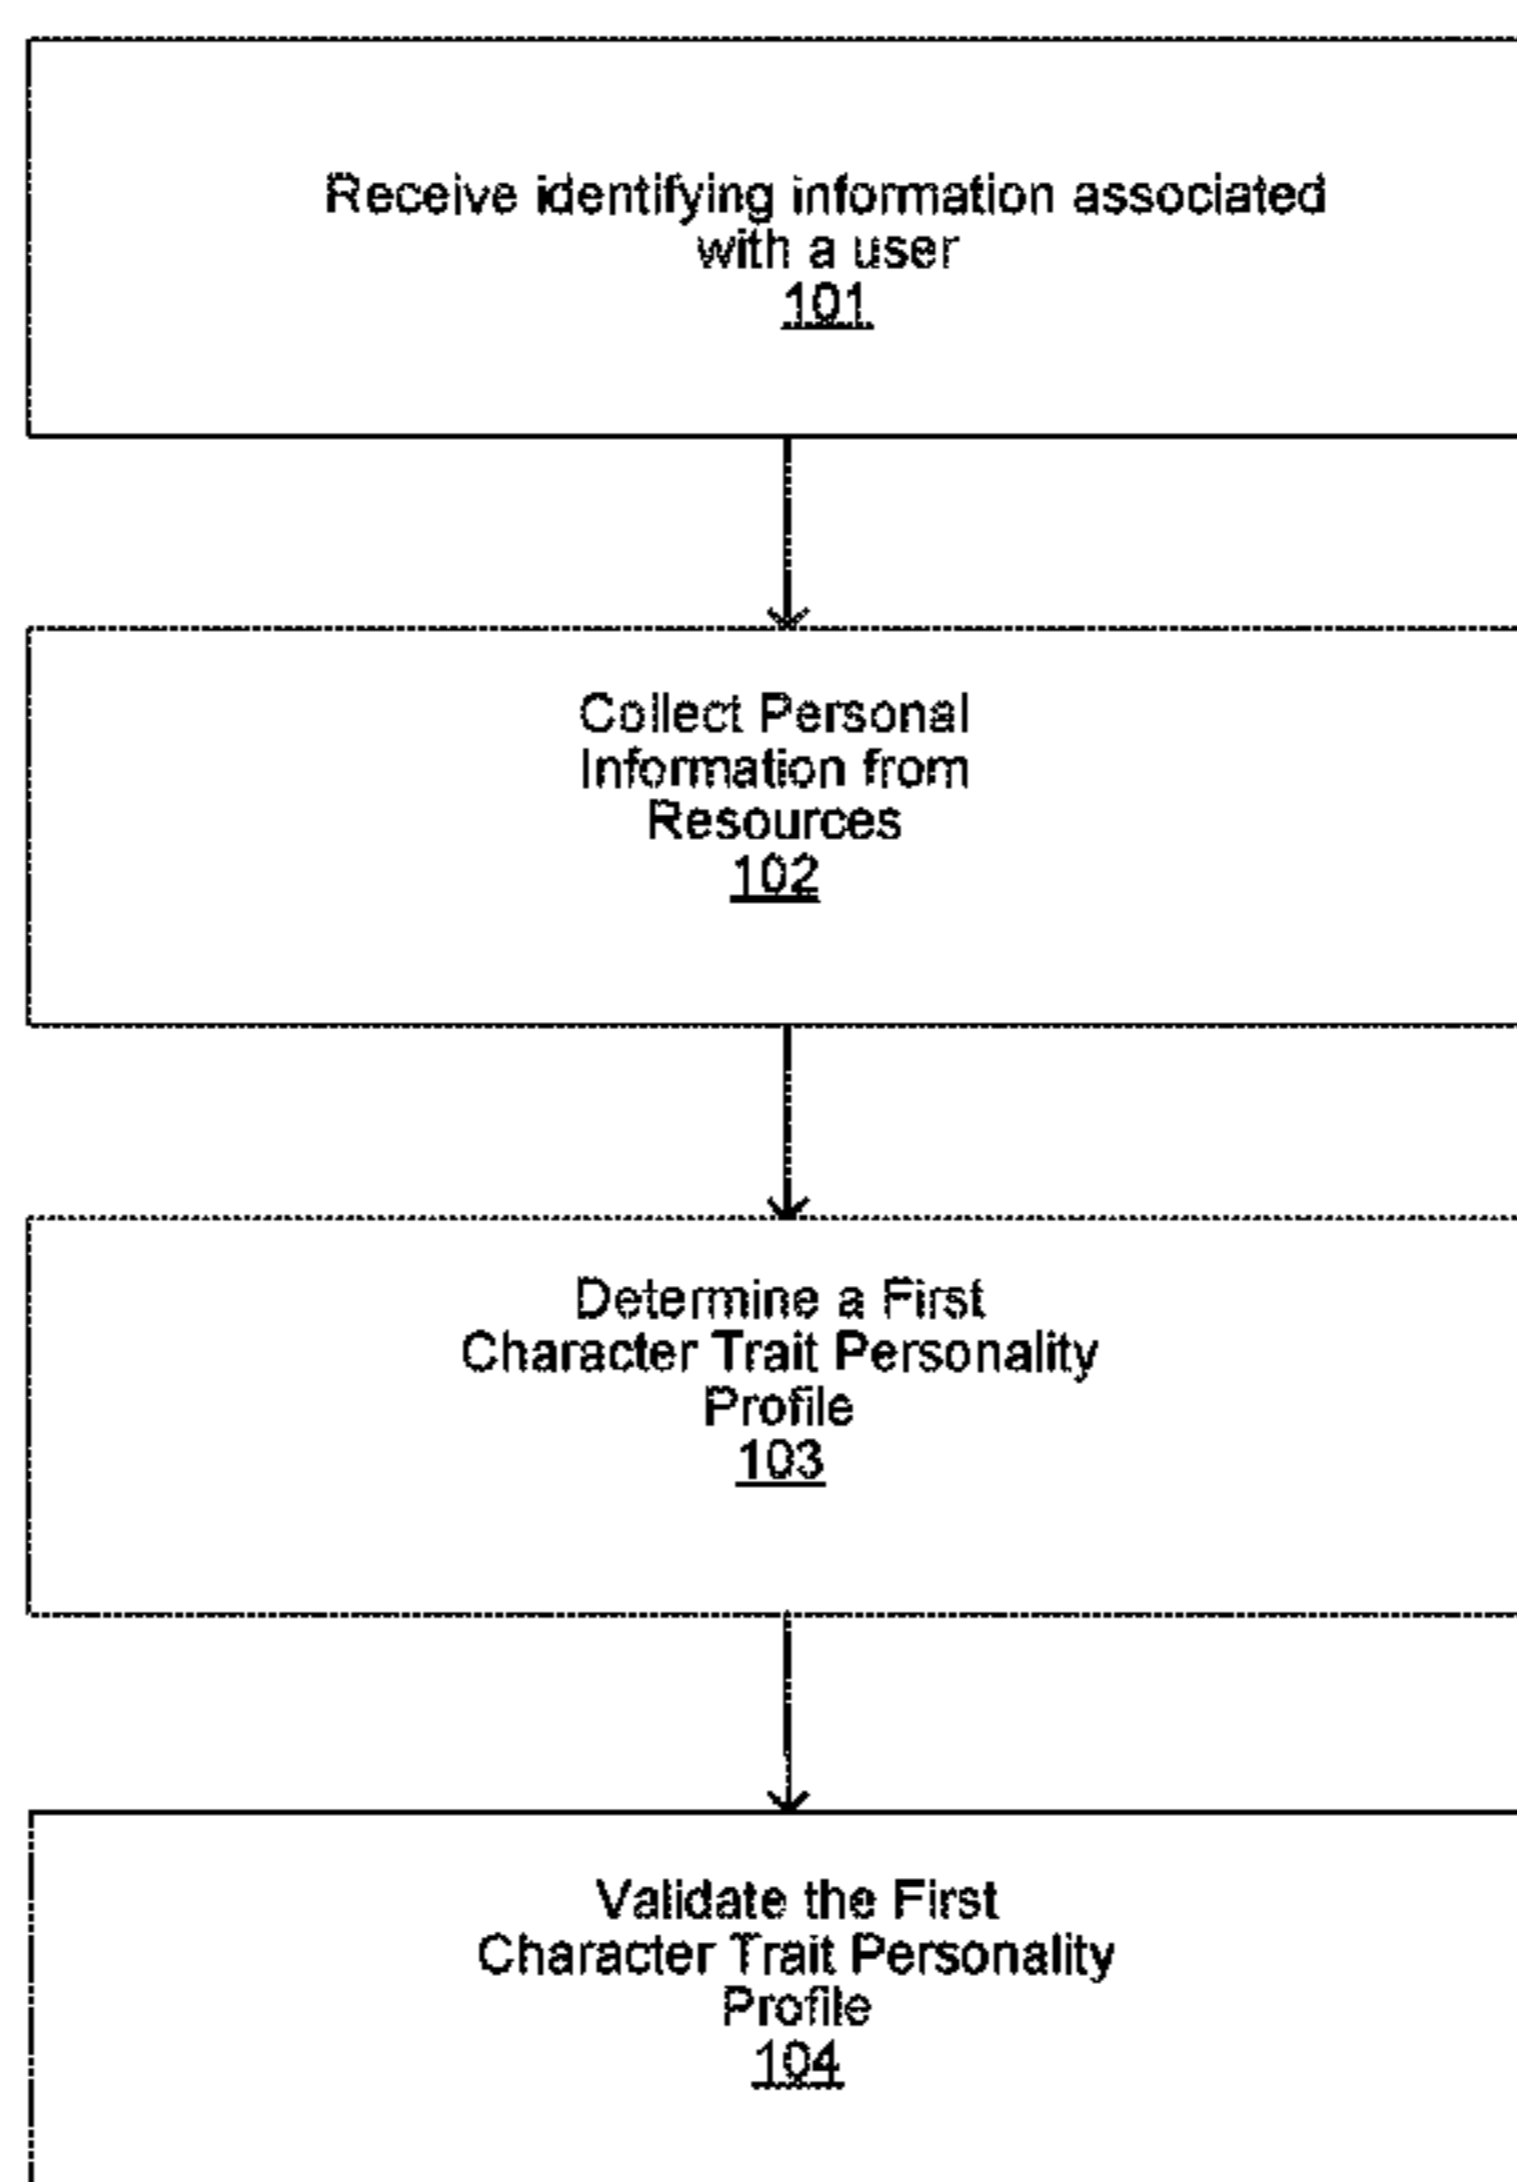 Receive identifying information associated
with a user
101
Collect Personal
Information from
Resources
102
Determine a First
Character Trait Personality
Profile
103
Validate the First
Character Trait Personality
Profile
104